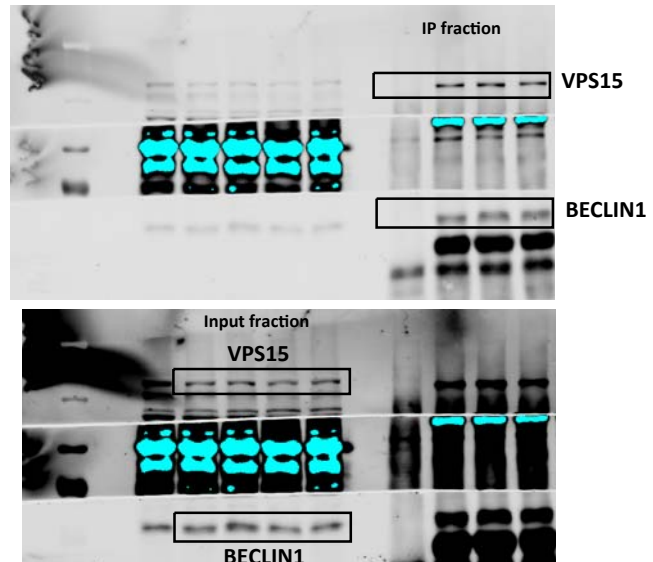 IP fraction
VPS15
BECLIN1
Input fraction
VPS15
BECLIN1